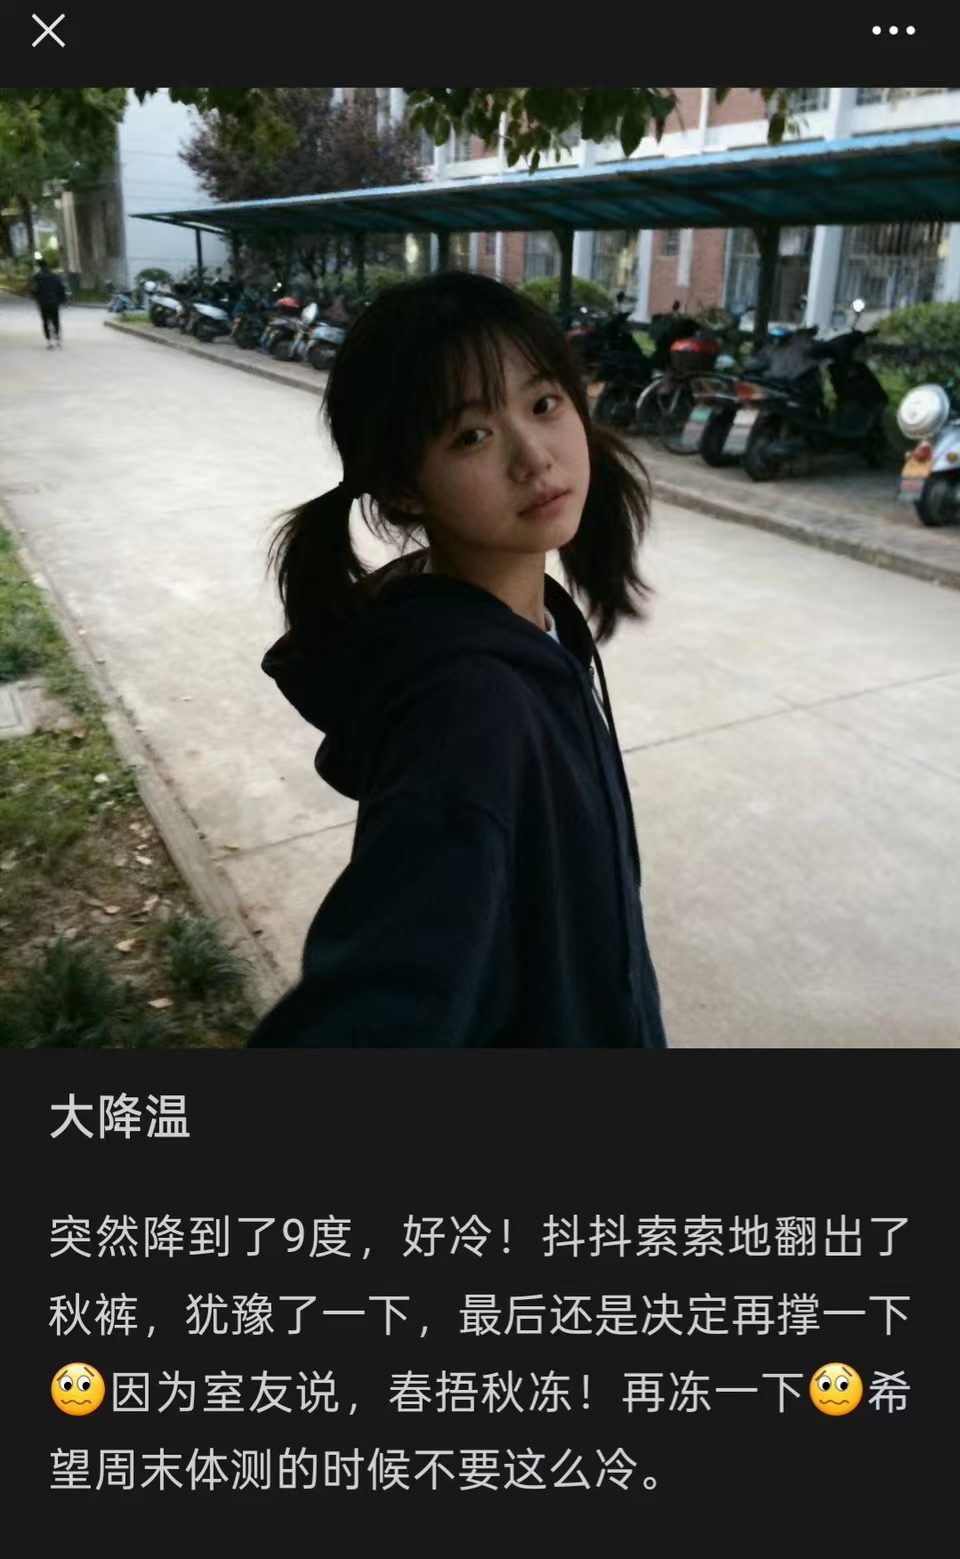 大降温
突然降到了9度，好冷！抖抖索索地翻出了
秋裤，犹豫了一下，最后还是决定再撑一下
🥴因为室友说，春捂秋冻！再冻一下🥴希
望周末体测的时候不要这么冷。